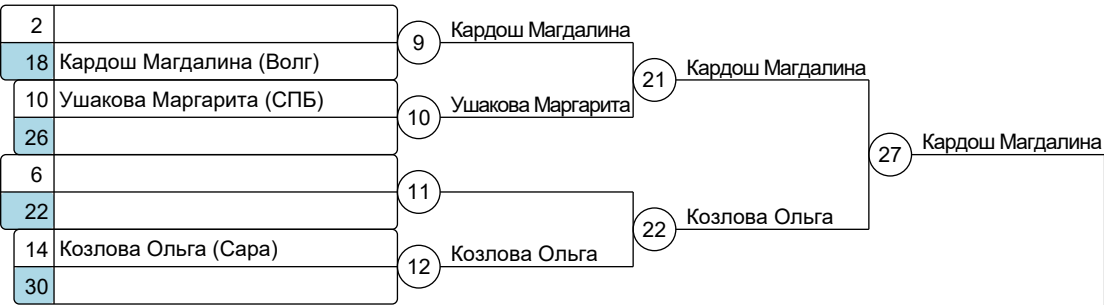 2
9
Кардош Магдалина
18 Кардош Магдалина (Волг)
21
Кардош Магдалина
10 Ушакова Маргарита (СПБ)
10
Ушакова Маргарита
26
27
Кардош Магдалина
6
11
22
22
Козлова Ольга
14 Козлова Ольга (Сара)
12
Козлова Ольга
30